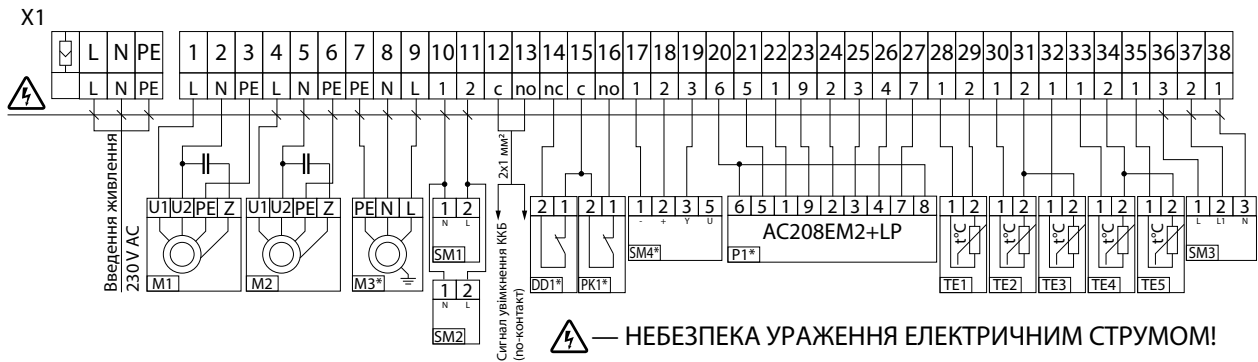 X1
L N PE 1 2 3 4 5 6 7 8 9 10 11 12 13 14 15 16 17 18 19 20 21 22 23 24 25 26 27 28 29 30 31 32 33 34 35 36 37 38
L N PE L N PE L N PE PE N L 1 2 c no nc c no 1 2 3 6 5 1 9 2 3 4 7 1 2 1 2 1 1 2 1 3 2 1
Введення живлення
230 V AC
2x1 мм²
U1 U2 PE Z
M1
U1 U2 PE Z
M2
PE N L
M3*
1 2
N L
SM1
1 2
N L
SM2
Сигнал увімкнення ККБ
(no-контакт)
2 1
DD1*
2 1
PK1*
1 2 3 5
- + Y U
SM4*
6 5 1 9 2 3 4 7 8
AC208EM2+LP
P1*
1 2
t°C
TE1
1 2
t°C
TE2
1 2
t°C
TE3
1 2
t°C
TE4
1 2
t°C
TE5
1 2 3
L L1 N
SM3
— НЕБЕЗПЕКА УРАЖЕННЯ ЕЛЕКТРИЧНИМ СТРУМОМ!